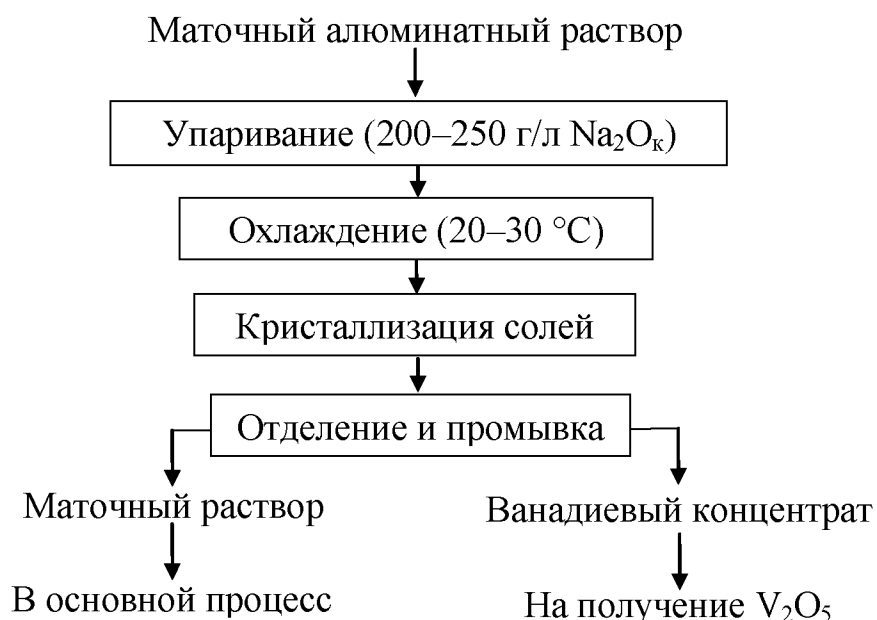 Маточный алюминатный раствор
Упаривание (200–250 г/л Na₂Oк)
Охлаждение (20–30 °C)
Кристаллизация солей
Отделение и промывка
Маточный раствор
Ванадиевый концентрат
В основной процесс
На получение V₂O₅